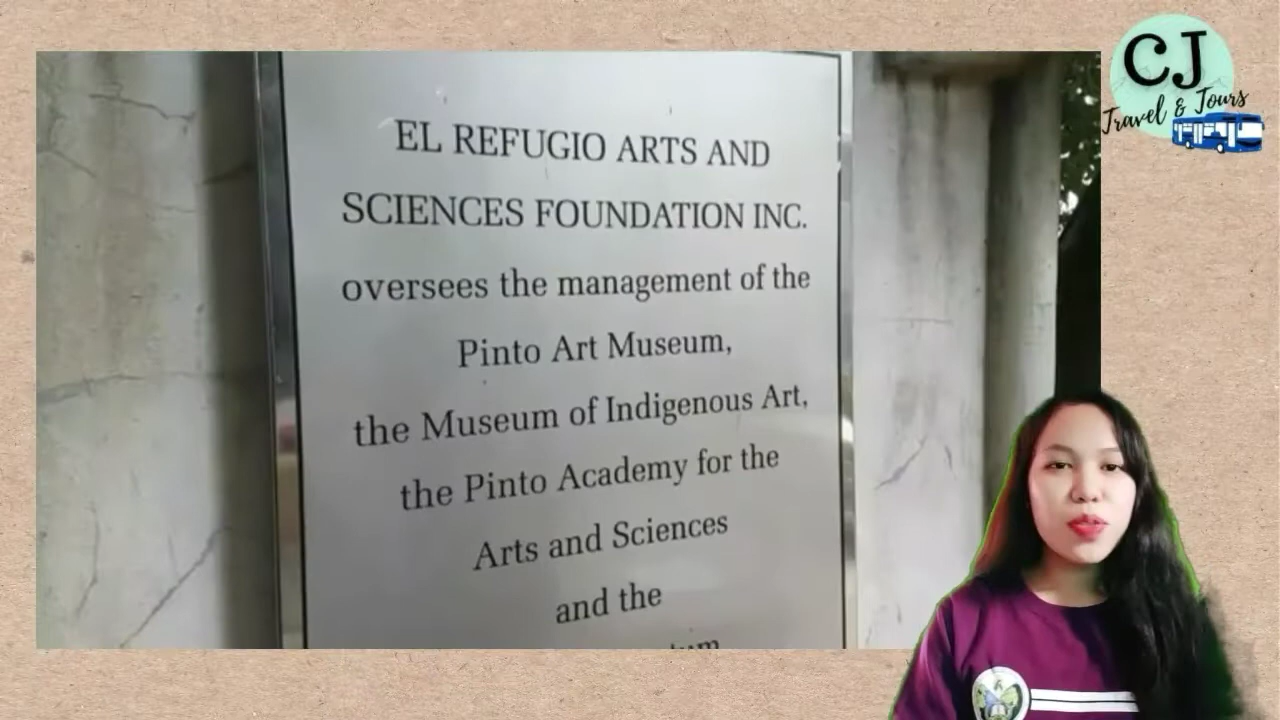 EL REFUGIO ARTS AND
SCIENCES FOUNDATION INC.
oversees the management of the
Pinto Art Museum,
the Museum of Indigenous Art,
the Pinto Academy for the
Arts and Sciences
and the
CJ
Travel & Tours